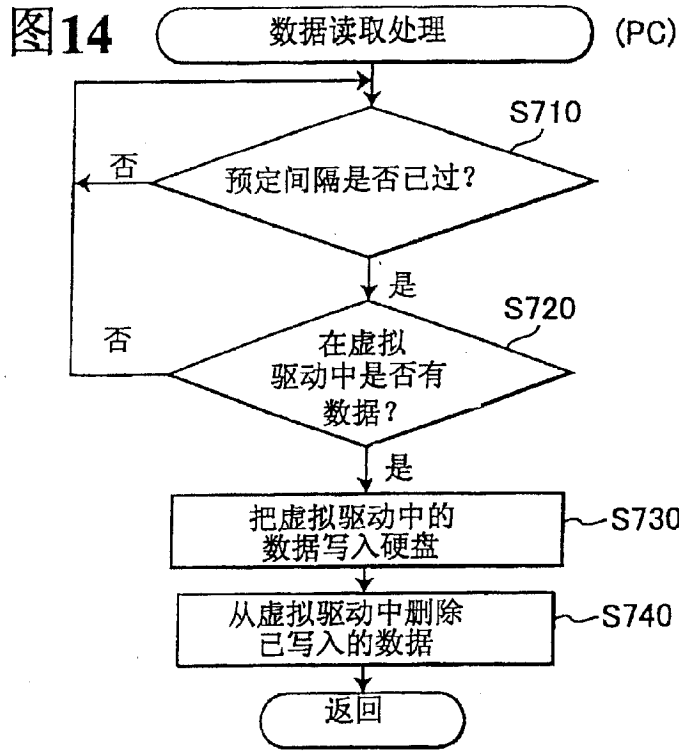 图14
数据读取处理
(PC)
S710
预定间隔是否已过?
否
是
S720
在虚拟
驱动中是否有
数据?
否
是
把虚拟驱动中的
数据写入硬盘
S730
从虚拟驱动中删除
已写入的数据
S740
返回